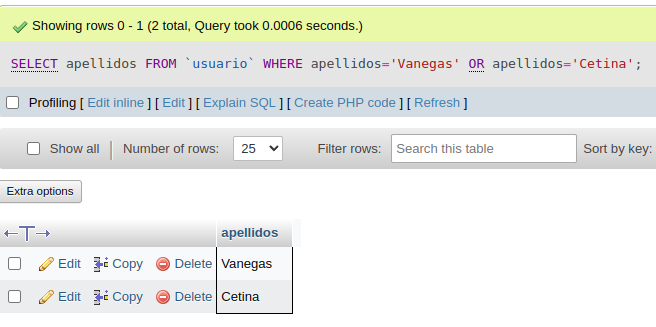 Showing rows 0 - 1 (2 total, Query took 0.0006 seconds.)
SELECT apellidos FROM `usuario` WHERE apellidos='Vanegas' OR apellidos='Cetina';
Profiling [ Edit inline ] [ Edit ] [ Explain SQL ] [ Create PHP code ] [ Refresh ]
Show all Number of rows: 25 Filter rows: Search this table Sort by key:
Extra options
←T→ apellidos
Edit Copy Delete Vanegas
Edit Copy Delete Cetina